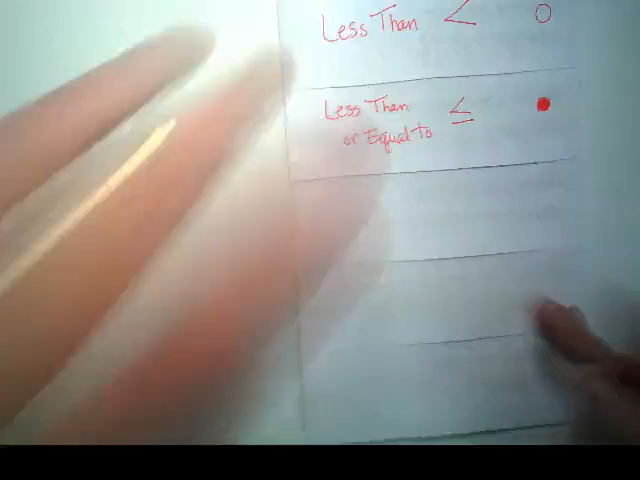 Less Than < O
Less Than ≤ ●
or Equal to